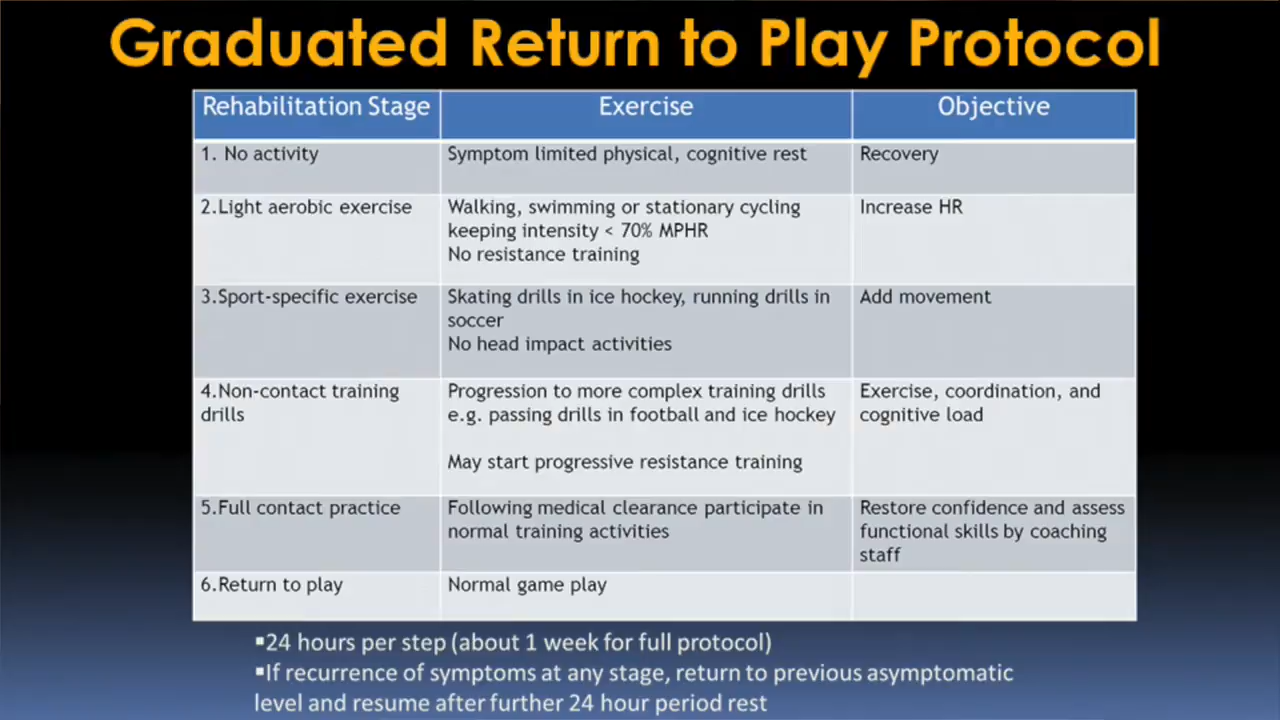 Graduated Return to Play Protocol
Rehabilitation Stage
Exercise
Objective
1. No activity
Symptom limited physical, cognitive rest
Recovery
2.Light aerobic exercise
Walking, swimming or stationary cycling
keeping intensity < 70% MPHR
No resistance training
Increase HR
3.Sport-specific exercise
Skating drills in ice hockey, running drills in
soccer
No head impact activities
Add movement
4.Non-contact training
drills
Progression to more complex training drills
e.g. passing drills in football and ice hockey
May start progressive resistance training
Exercise, coordination, and
cognitive load
5.Full contact practice
Following medical clearance participate in
normal training activities
Restore confidence and assess
functional skills by coaching
staff
6.Return to play
Normal game play
▪24 hours per step (about 1 week for full protocol)
▪If recurrence of symptoms at any stage, return to previous asymptomatic
level and resume after further 24 hour period rest